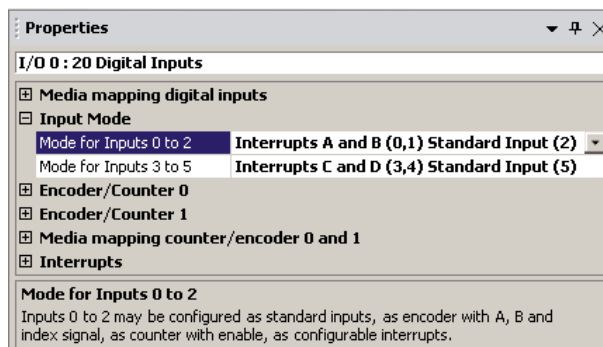 Properties
I/O 0 : 20 Digital Inputs
Media mapping digital inputs
Input Mode
Mode for Inputs 0 to 2 Interrupts A and B (0,1) Standard Input (2)
Mode for Inputs 3 to 5 Interrupts C and D (3,4) Standard Input (5)
Encoder/Counter 0
Encoder/Counter 1
Media mapping counter/encoder 0 and 1
Interrupts
Mode for Inputs 0 to 2
Inputs 0 to 2 may be configured as standard inputs, as encoder with A, B and
index signal, as counter with enable, as configurable interrupts.